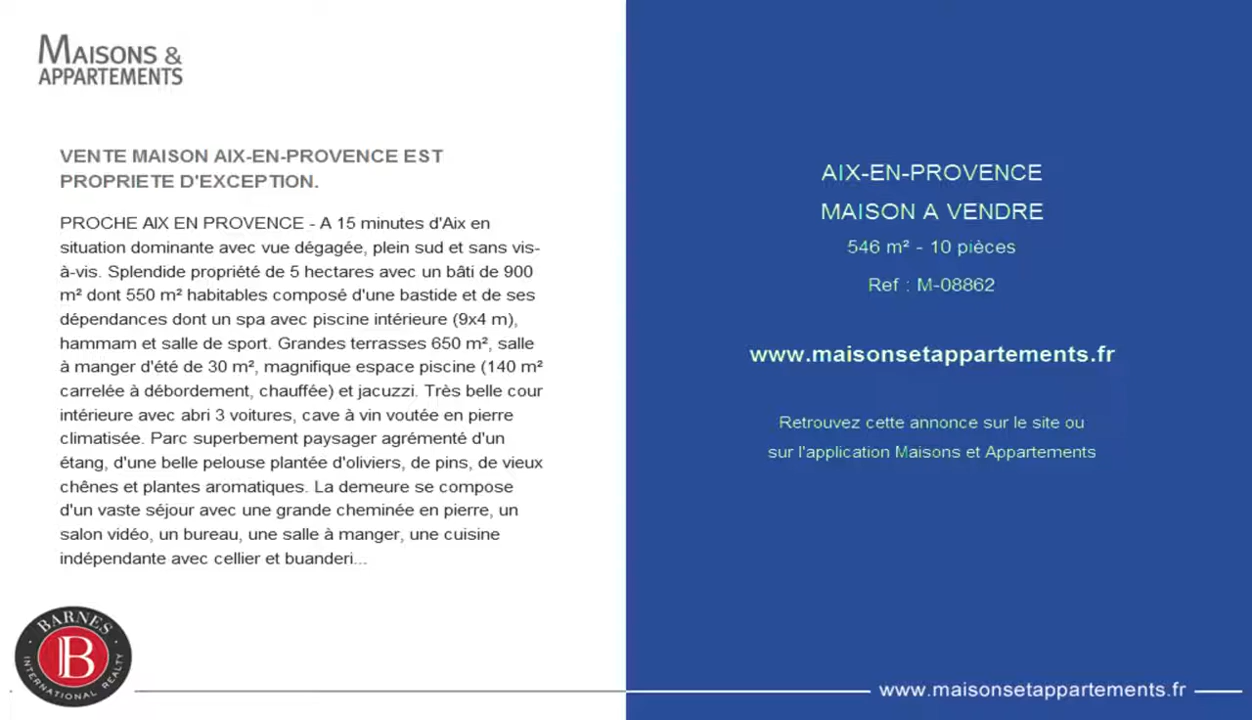 MAISONS &
APPARTEMENTS
VENTE MAISON AIX-EN-PROVENCE EST
PROPRIETE D'EXCEPTION.
PROCHE AIX EN PROVENCE - A 15 minutes d'Aix en
situation dominante avec vue dégagée, plein sud et sans vis-
à-vis. Splendide propriété de 5 hectares avec un bâti de 900
m² dont 550 m² habitables composé d'une bastide et de ses
dépendances dont un spa avec piscine intérieure (9x4 m),
hammam et salle de sport. Grandes terrasses 650 m², salle
à manger d'été de 30 m², magnifique espace piscine (140 m²
carrelée à débordement, chauffée) et jacuzzi. Très belle cour
intérieure avec abri 3 voitures, cave à vin voutée en pierre
climatisée. Parc superbement paysager agrémenté d'un
étang, d'une belle pelouse plantée d'oliviers, de pins, de vieux
chênes et plantes aromatiques. La demeure se compose
d'un vaste séjour avec une grande cheminée en pierre, un
salon vidéo, un bureau, une salle à manger, une cuisine
indépendante avec cellier et buanderi...
BARNES
B
INTERNATIONAL REALTY
AIX-EN-PROVENCE
MAISON A VENDRE
546 m² - 10 pièces
Ref : M-08862
www.maisonsetappartements.fr
Retrouvez cette annonce sur le site ou
sur l'application Maisons et Appartements
www.maisonsetappartements.fr